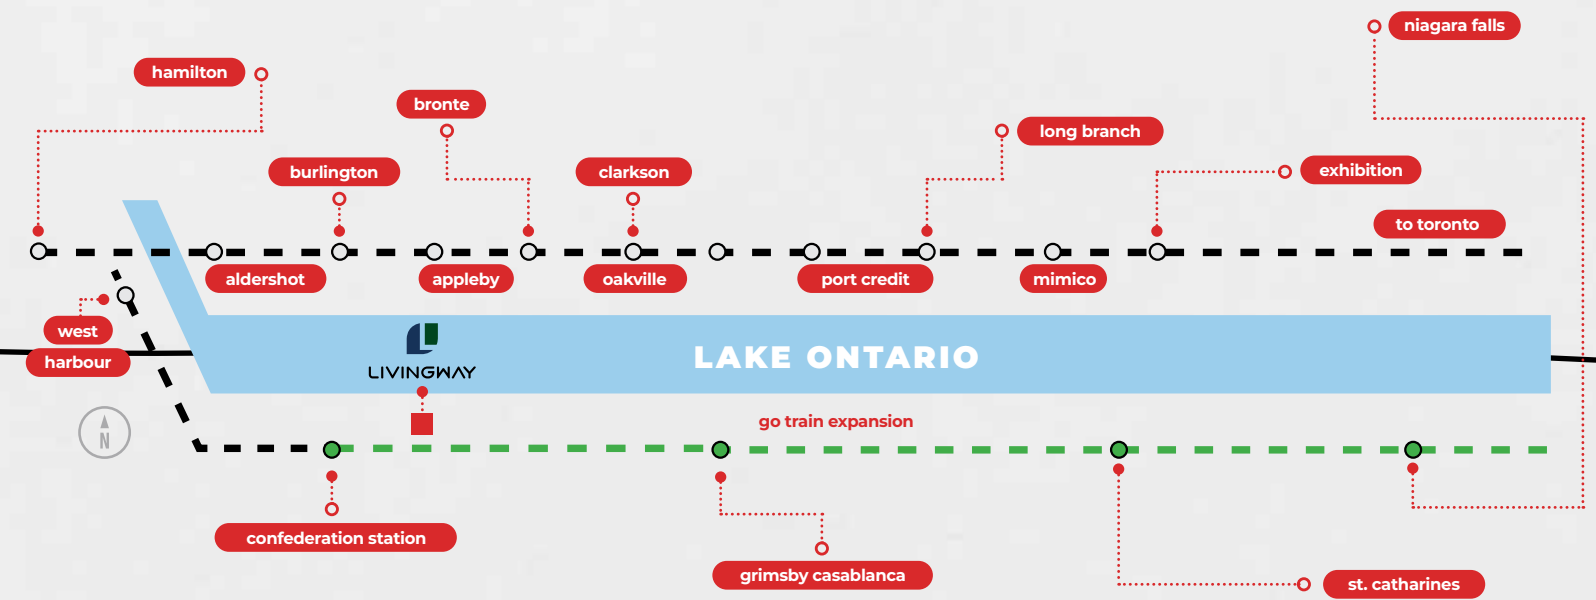 niagara falls
hamilton
bronte
long branch
burlington
clarkson
exhibition
to toronto
aldershot
appleby
oakville
port credit
mimico
west
harbour
LIVINGWAY
LAKE ONTARIO
N
go train expansion
confederation station
grimsby casablanca
st. catharines